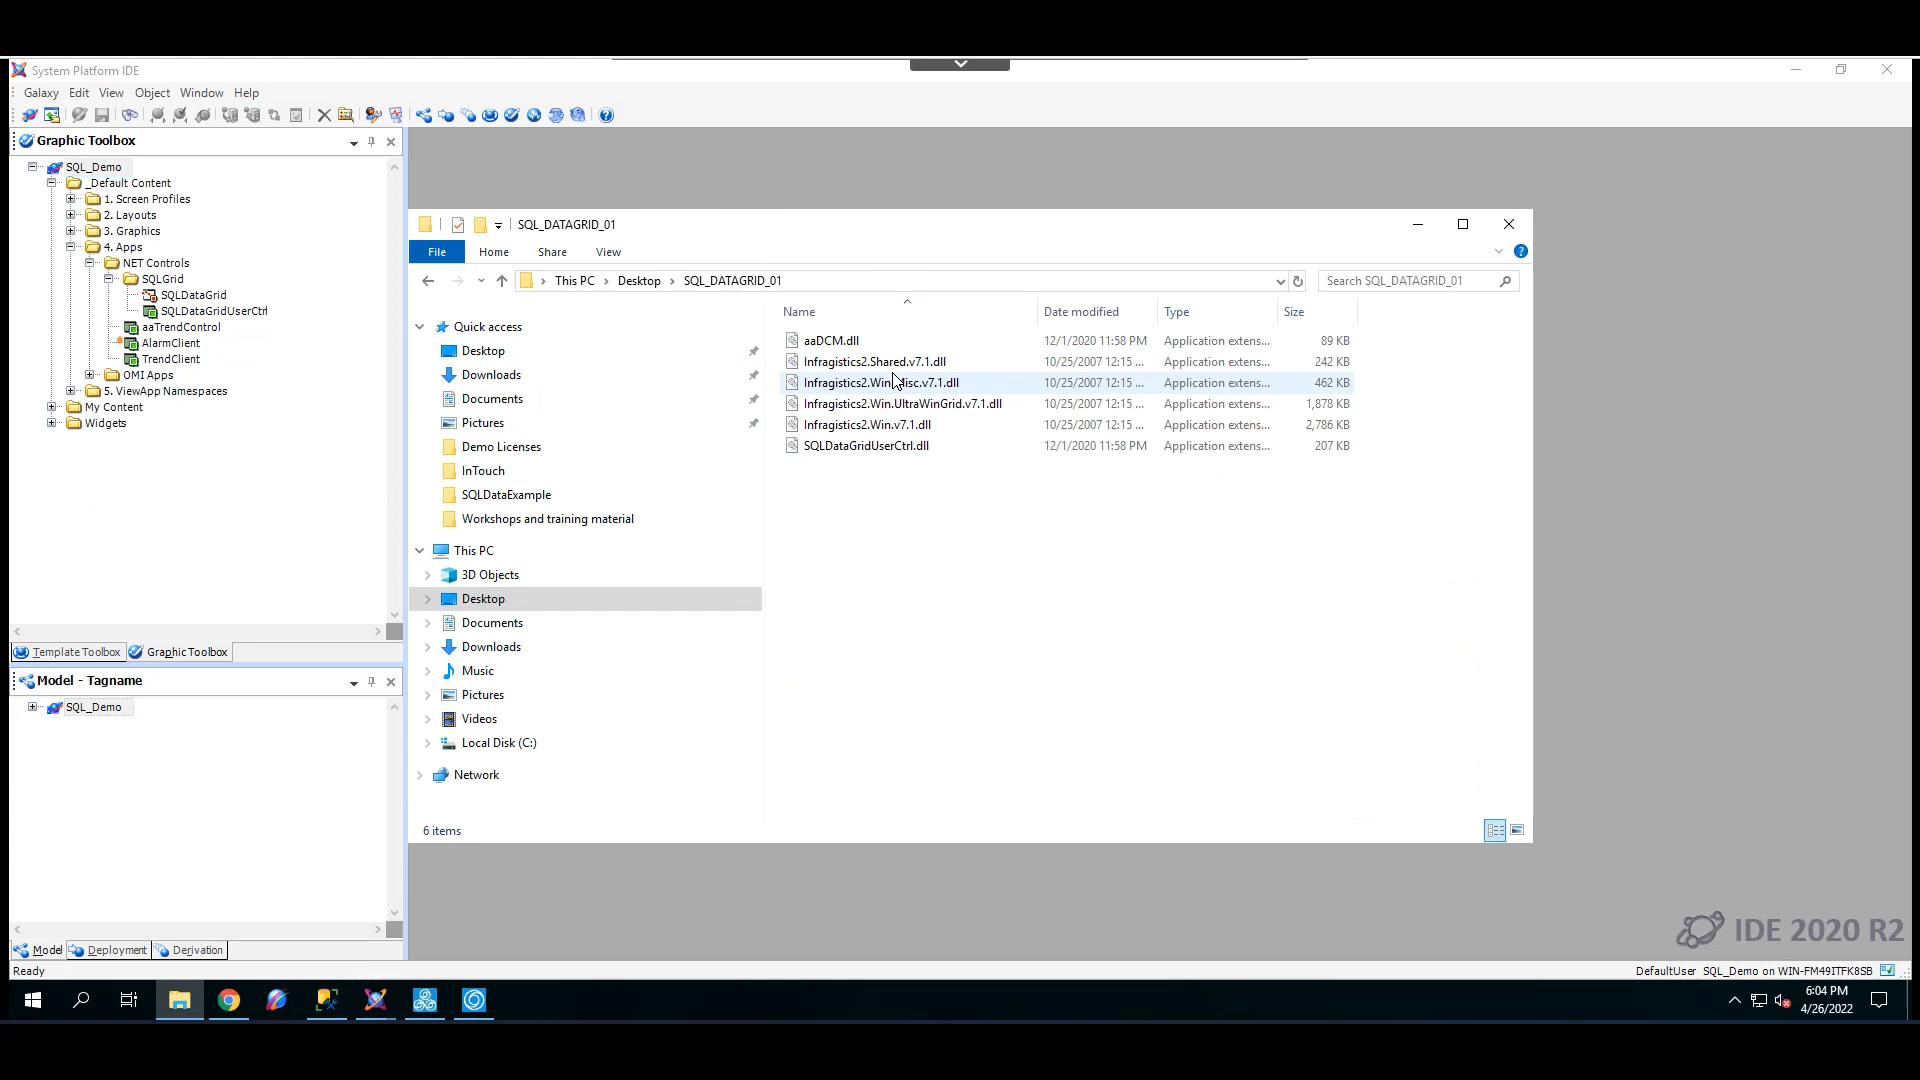 System Platform IDE
Galaxy Edit View Object Window Help
Graphic Toolbox
SQL_Demo
_Default Content
1. Screen Profiles
2. Layouts
3. Graphics
4. Apps
NET Controls
SQLGrid
SQLDataGrid
SQLDataGridUserCtrl
aaTrendControl
AlarmClient
TrendClient
OMI Apps
5. ViewApp Namespaces
My Content
Widgets
Template Toolbox Graphic Toolbox
Model - Tagname
SQL_Demo
Model Deployment Derivation
Ready
SQL_DATAGRID_01
File Home Share View
This PC Desktop SQL_DATAGRID_01
Search SQL_DATAGRID_01
Quick access
Desktop
Downloads
Documents
Pictures
Demo Licenses
InTouch
SQLDataExample
Workshops and training material
This PC
3D Objects
Desktop
Documents
Downloads
Music
Pictures
Videos
Local Disk (C:)
Network
Name Date modified Type Size
aaDCM.dll 12/1/2020 11:58 PM Application extens... 89 KB
Infragistics2.Shared.v7.1.dll 10/25/2007 12:15 ... Application extens... 242 KB
Infragistics2.Win.Misc.v7.1.dll 10/25/2007 12:15 ... Application extens... 462 KB
Infragistics2.Win.UltraWinGrid.v7.1.dll 10/25/2007 12:15 ... Application extens... 1,878 KB
Infragistics2.Win.v7.1.dll 10/25/2007 12:15 ... Application extens... 2,786 KB
SQLDataGridUserCtrl.dll 12/1/2020 11:58 PM Application extens... 207 KB
6 items
IDE 2020 R2
DefaultUser SQL_Demo on WIN-FM49ITFK8SB
6:04 PM
4/26/2022